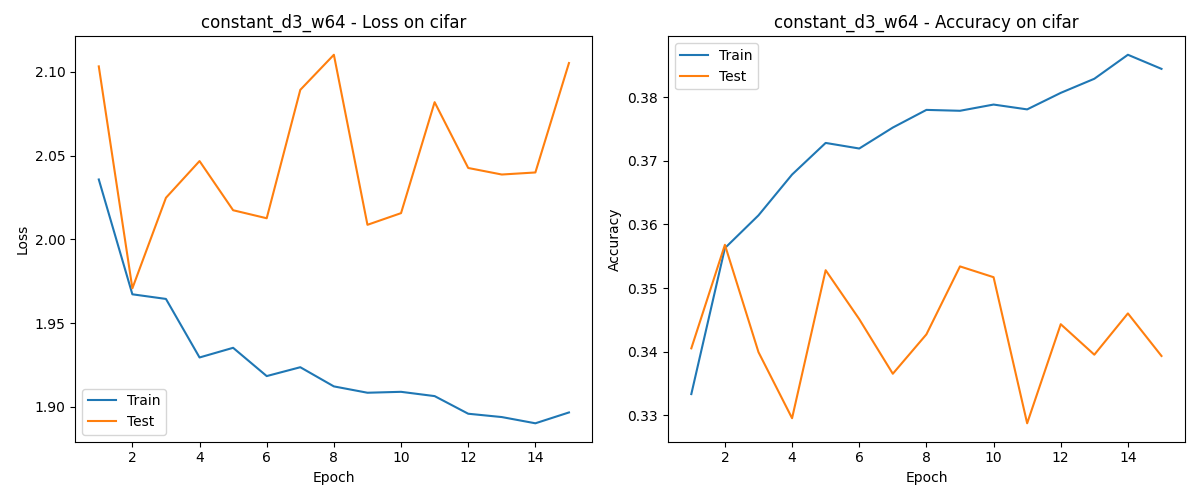 constant_d3_w64 - Loss on cifar
2.10
2.05
2.00
1.95
1.90
Loss
Train
Test
2 4 6 8 10 12 14
Epoch
constant_d3_w64 - Accuracy on cifar
Train
Test
0.38
0.37
0.36
0.35
0.34
0.33
Accuracy
2 4 6 8 10 12 14
Epoch